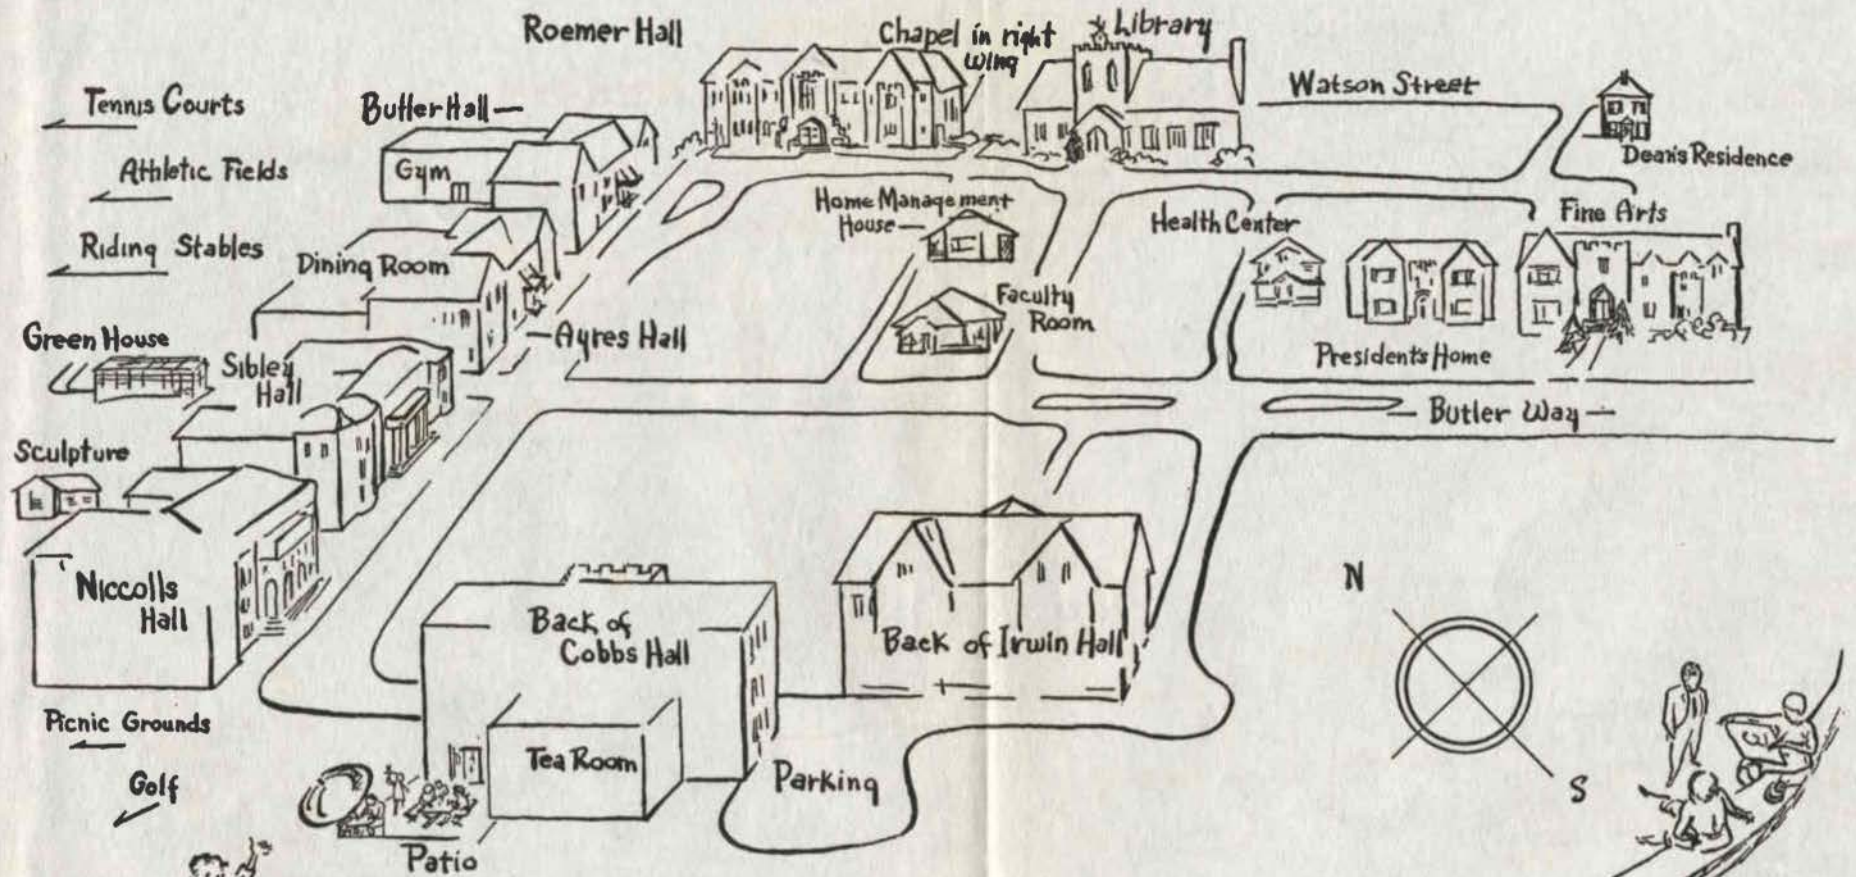 Roemer Hall
Chapel in right
wing
Library
Watson Street
Tennis Courts
Butler Hall
Gym
Dean's Residence
Athletic Fields
Home Management
House
Health Center
Fine Arts
Riding Stables
Dining Room
Faculty
Room
Ayres Hall
Green House
Sibley
Hall
President's Home
Butler Way
Sculpture
Niccolls
Hall
Back of
Cobbs Hall
Back of Irwin Hall
N
S
Picnic Grounds
Golf
Tea Room
Parking
Patio